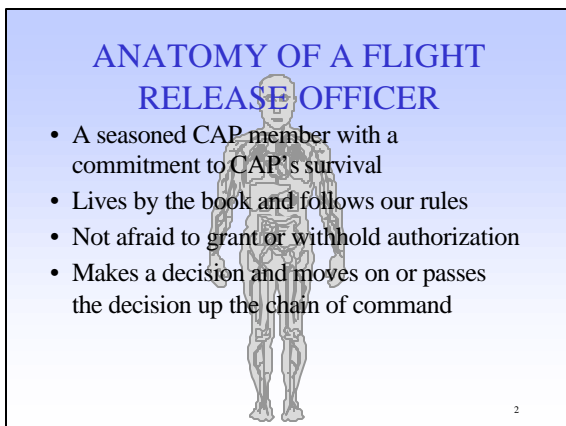 ANATOMY OF A FLIGHT
RELEASE OFFICER
• A seasoned CAP member with a
commitment to CAP's survival
• Lives by the book and follows our rules
• Not afraid to grant or withhold authorization
• Makes a decision and moves on or passes
the decision up the chain of command
2